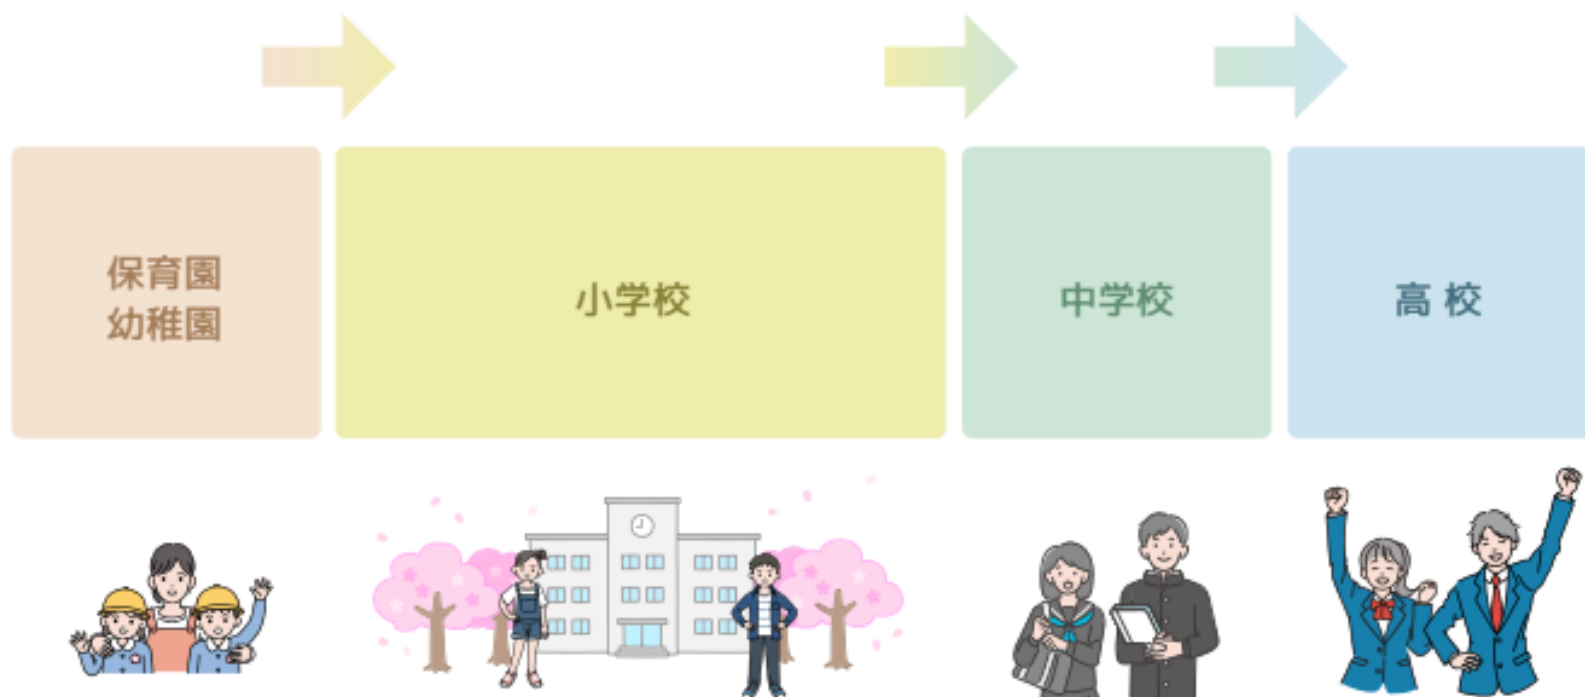 保育園
幼稚園
小学校
中学校
高 校